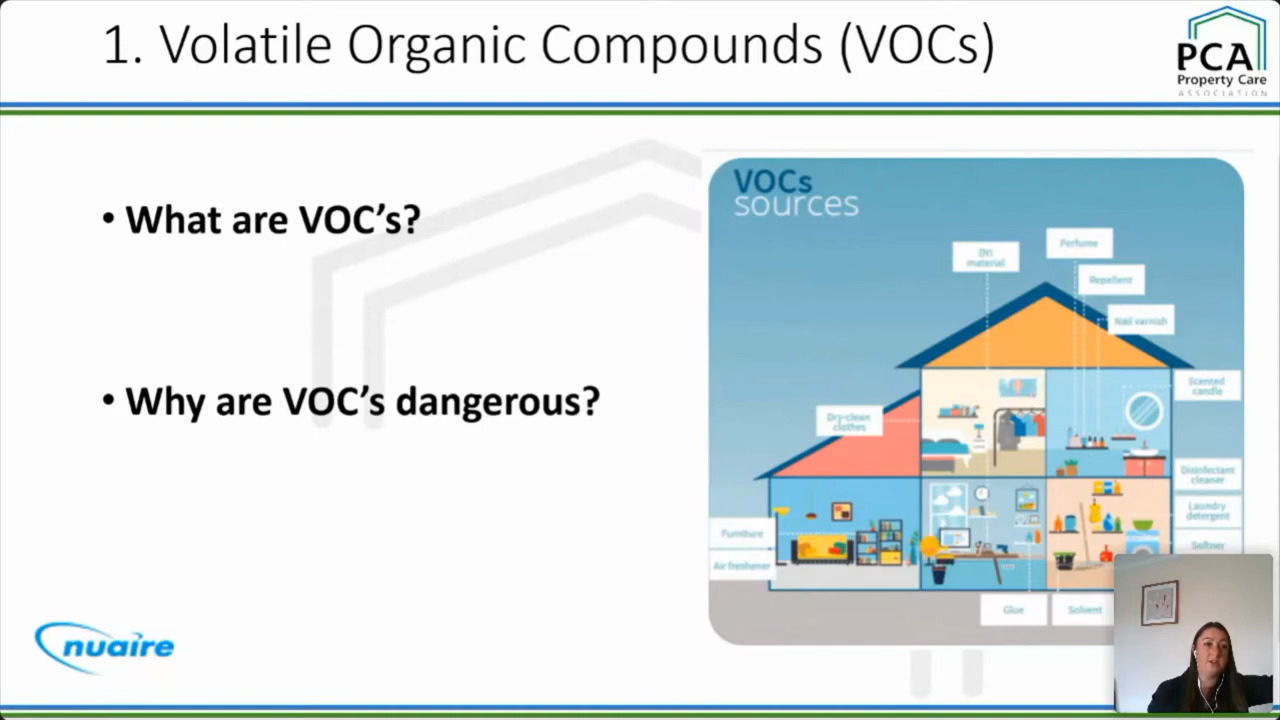 1. Volatile Organic Compounds (VOCs)
PCA
Property Care
ASSOCIATION
• What are VOC's?
• Why are VOC's dangerous?
VOCs
sources
DYI
material
Perfume
Repellent
Nail varnish
Scented
candle
Dry-clean
clothes
Disinfectant
cleaner
Laundry
detergent
Softner
Furniture
Air freshener
Glue
Solvent
nuaire